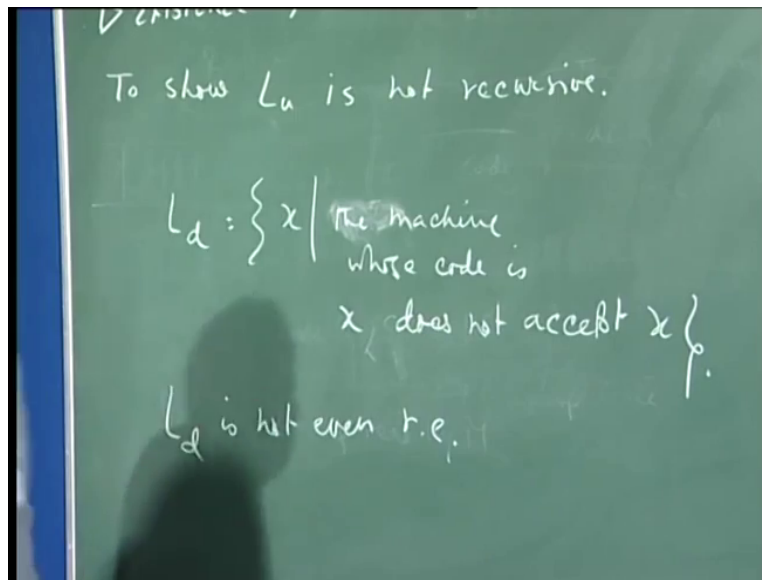 To show Lu is not recursive.
Ld : { x | the machine
whose code is
x, does not accept x }.
Ld is not even r.e.